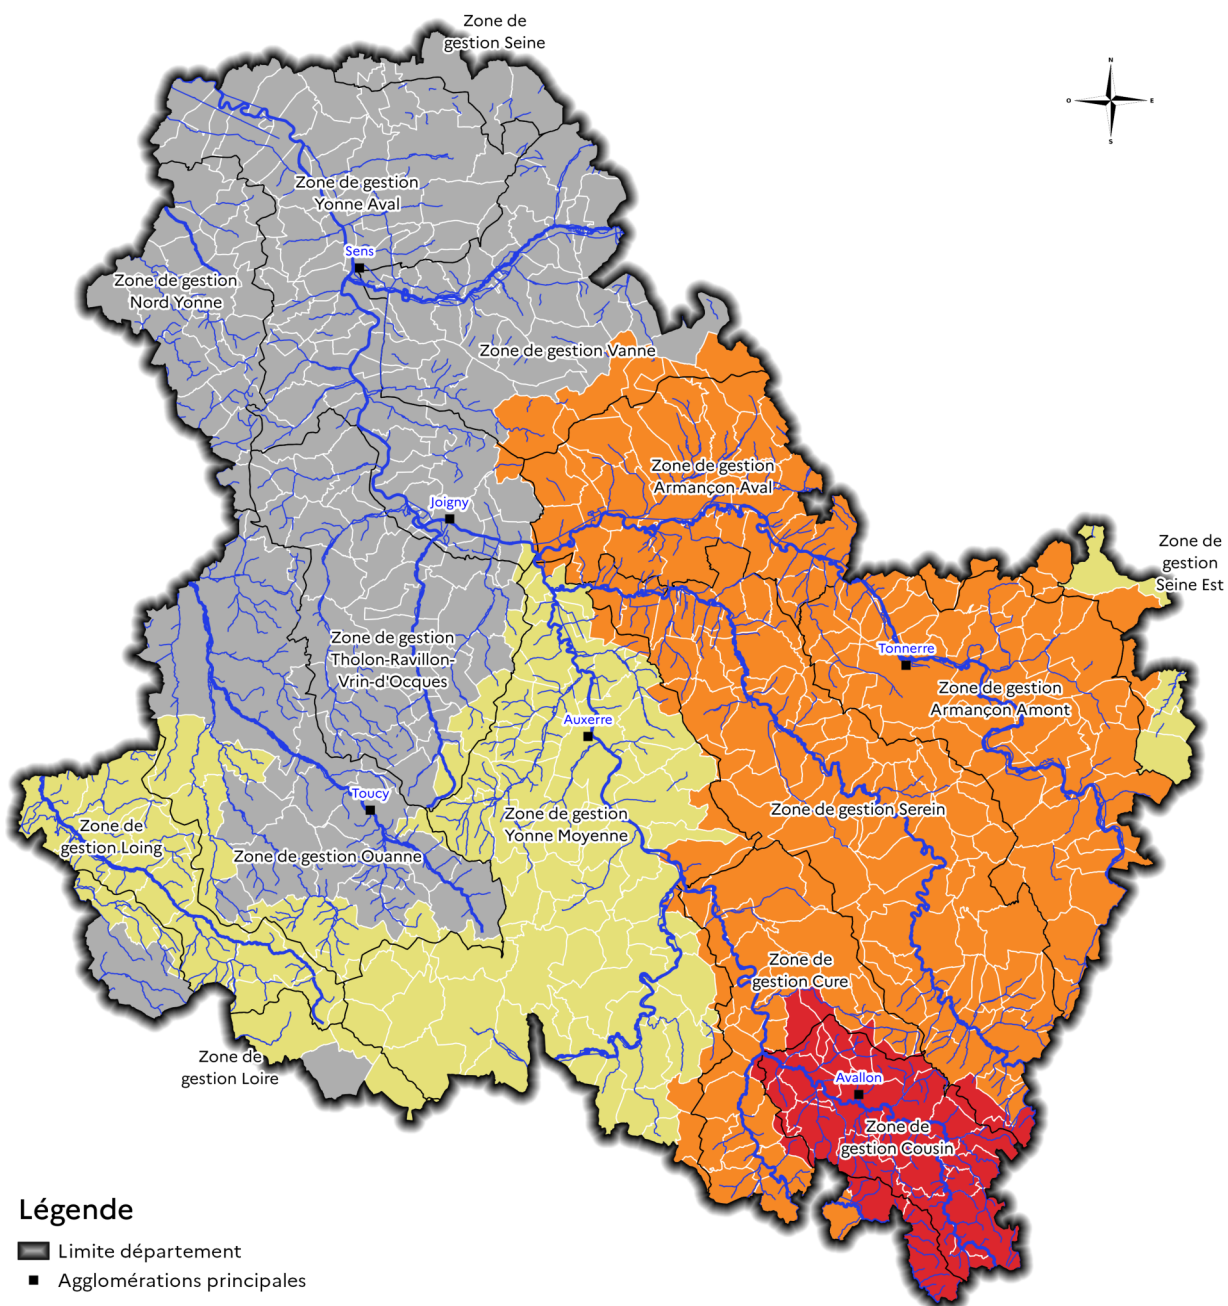 Zone de
gestion Seine
N
O
E
S
Zone de gestion
Yonne Aval
Sens
Zone de gestion
Nord Yonne
Zone de gestion Vanne
Zone de gestion
Armançon Aval
Joigny
Zone de
gestion
Seine Est
Zone de gestion
Tholon-Ravillon-
Vrin-d'Ocques
Tonnerre
Zone de gestion
Armançon Amont
Auxerre
Toucy
Zone de gestion
Yonne Moyenne
Zone de gestion Serein
Zone de
gestion Loing
Zone de gestion Ouanne
Zone de
gestion Cure
Zone de
gestion Loire
Avallon
Zone de
gestion Cousin
Légende
Limite département
Agglomérations principales